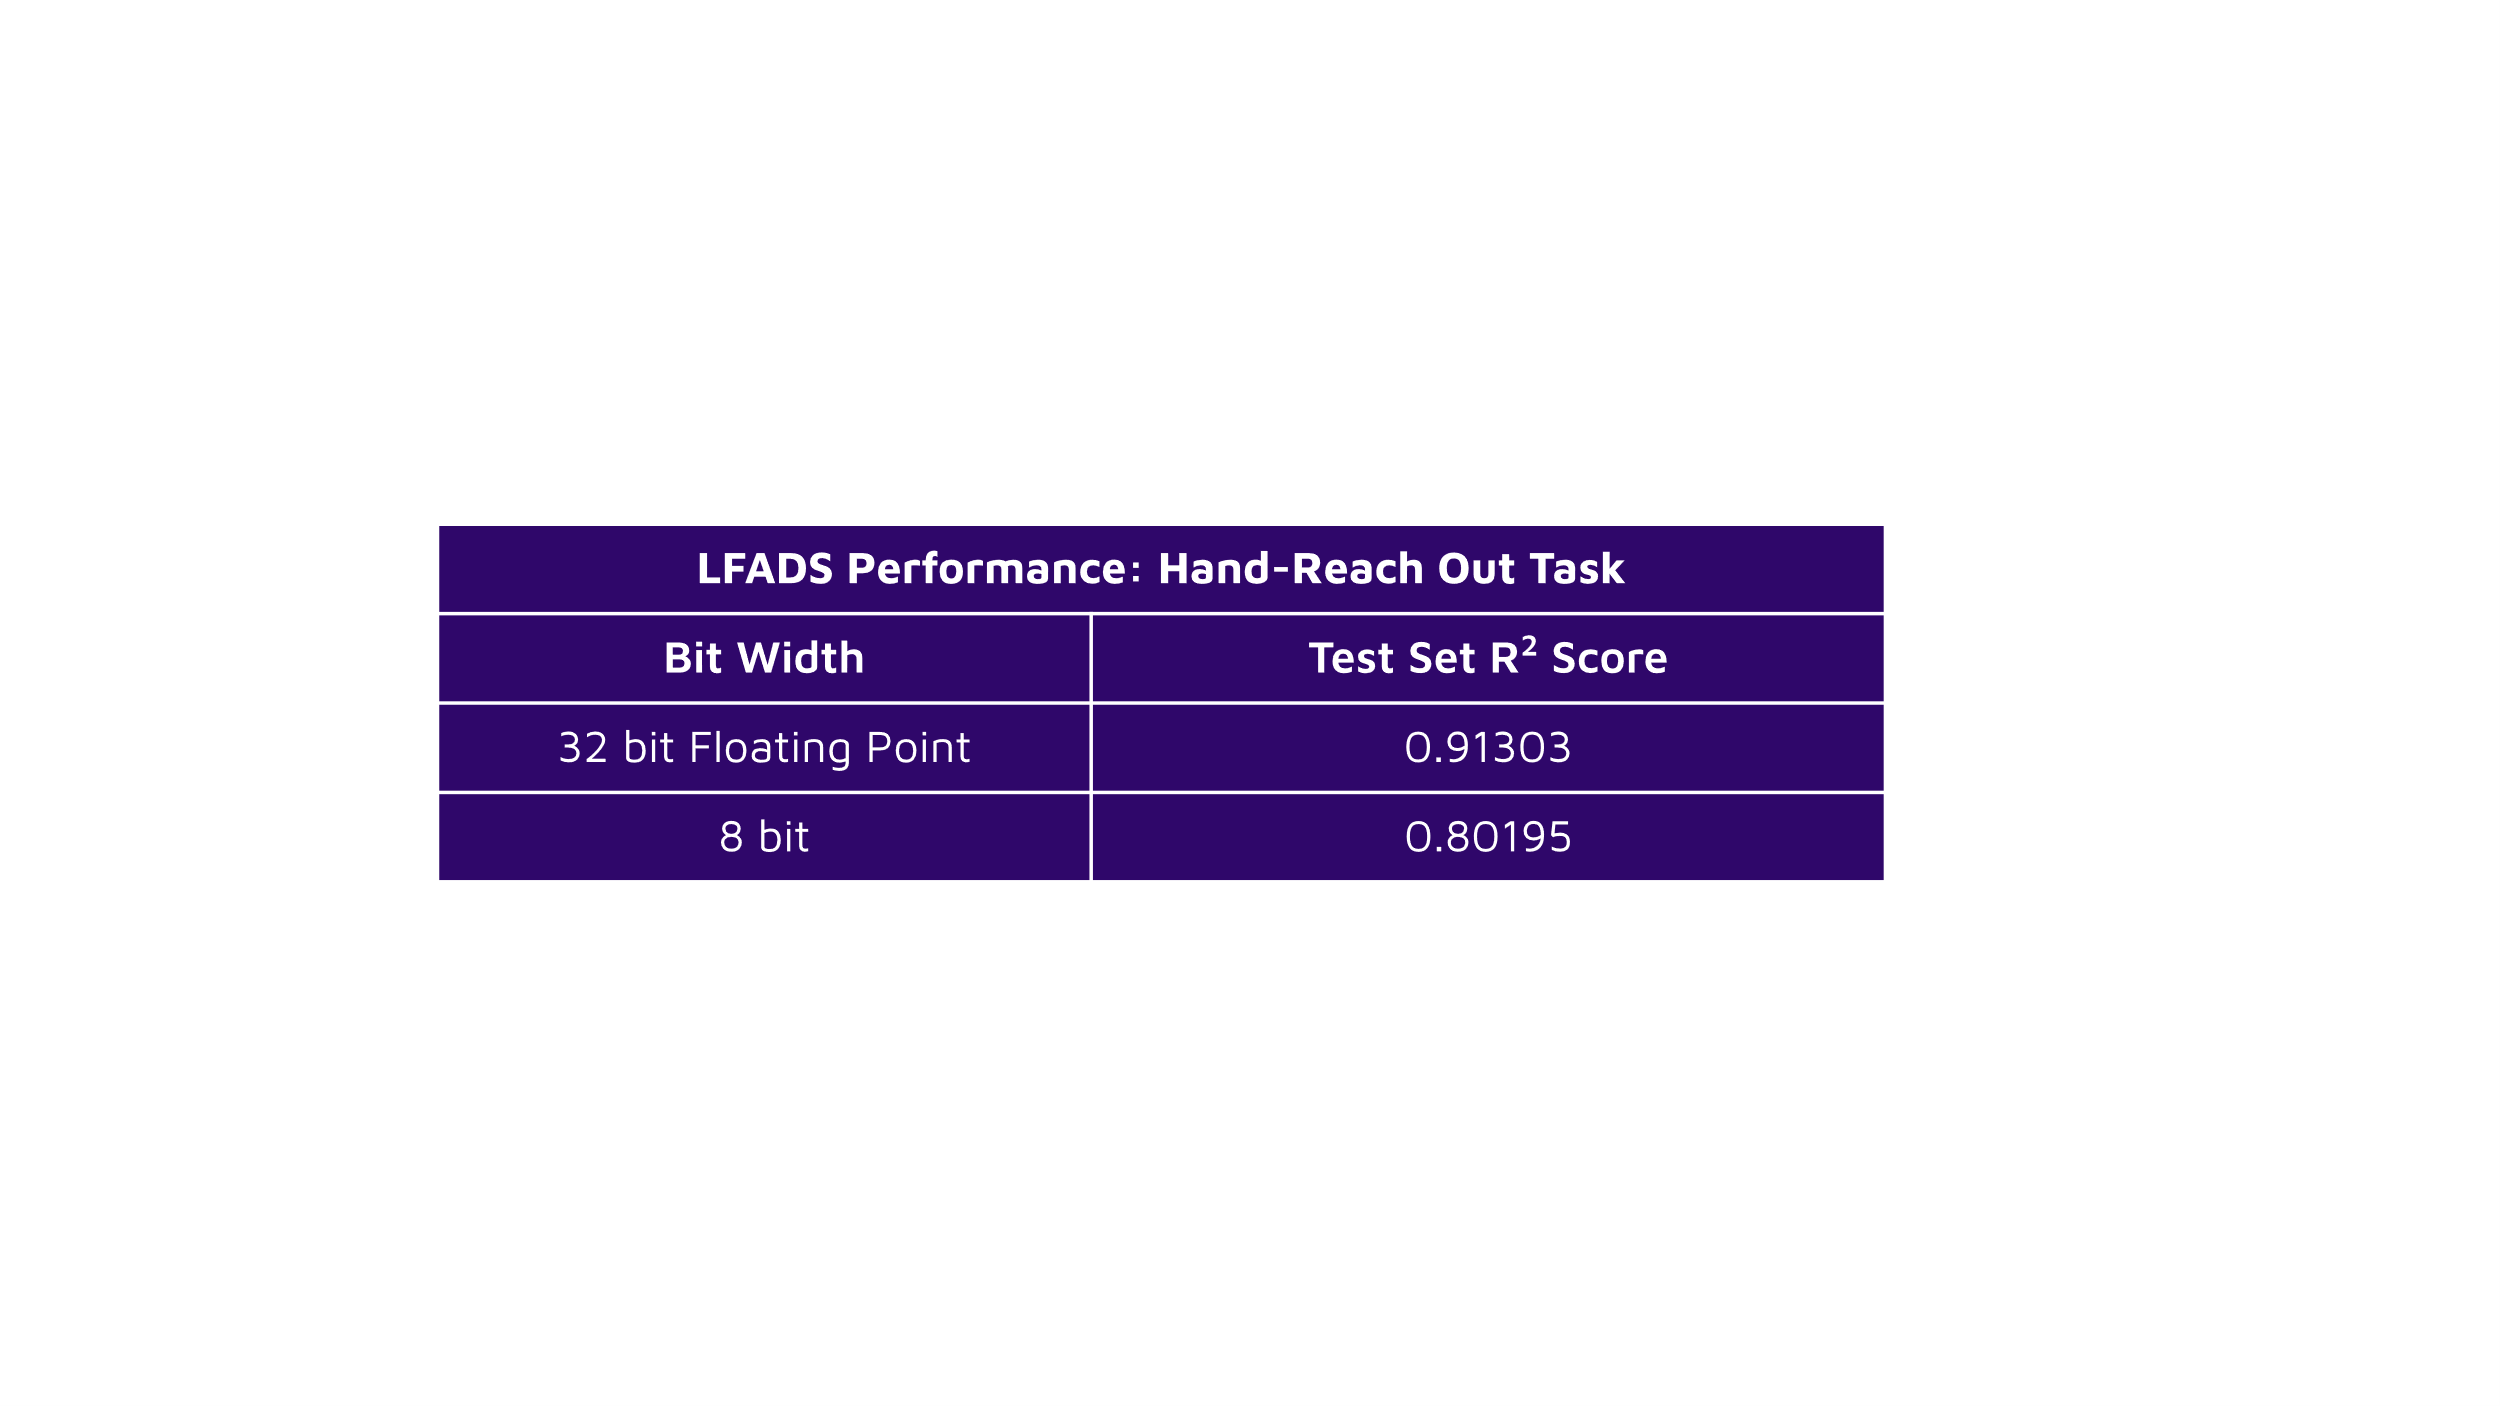 LFADS Performance: Hand-Reach Out Task
Bit Width Test Set R² Score
32 bit Floating Point 0.91303
8 bit 0.80195